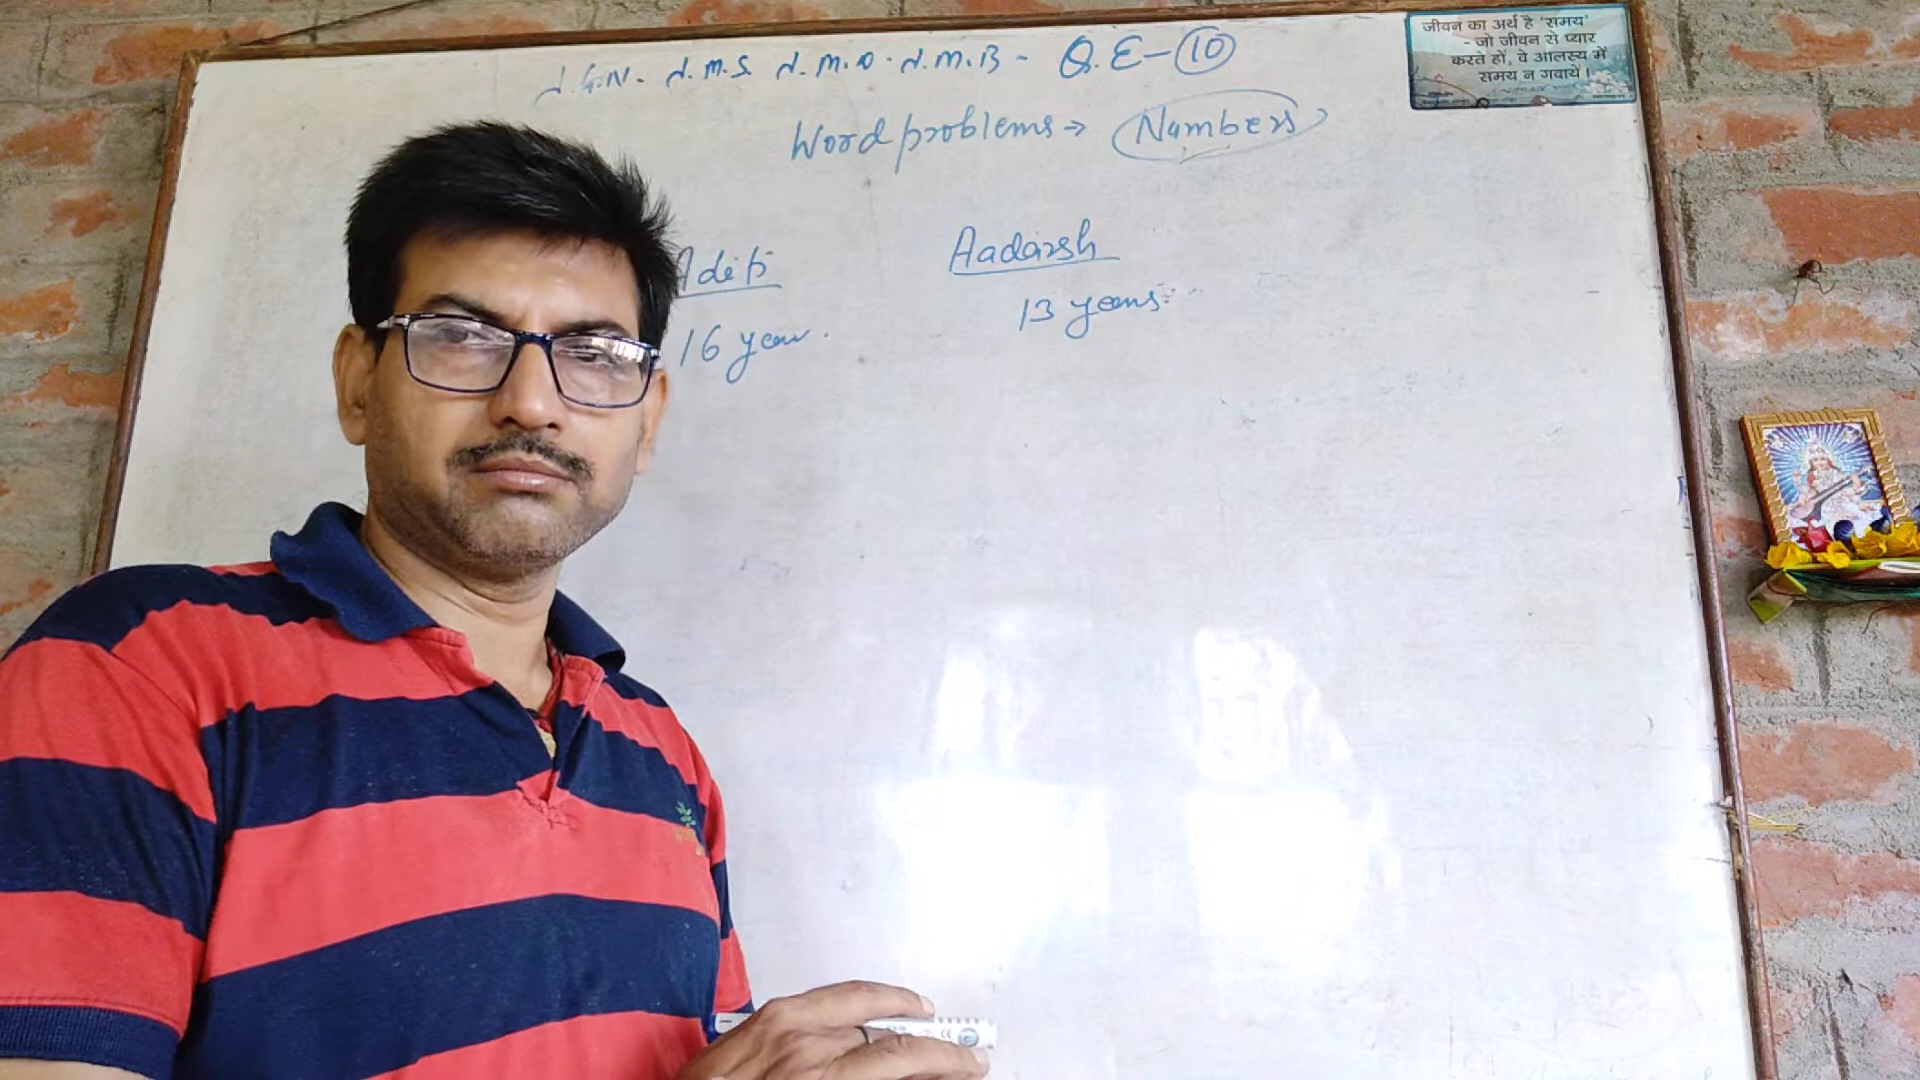 J.G.N. J.M.S. J.M.O. J.M.B - Q.E-10
Word problems → Numbers
Aditi
Aadarsh
16 year.
13 years.
जीवन का अर्थ है 'समय'
- जो जीवन से प्यार
करते हों, वे आलस्य में
समय न गवायें।